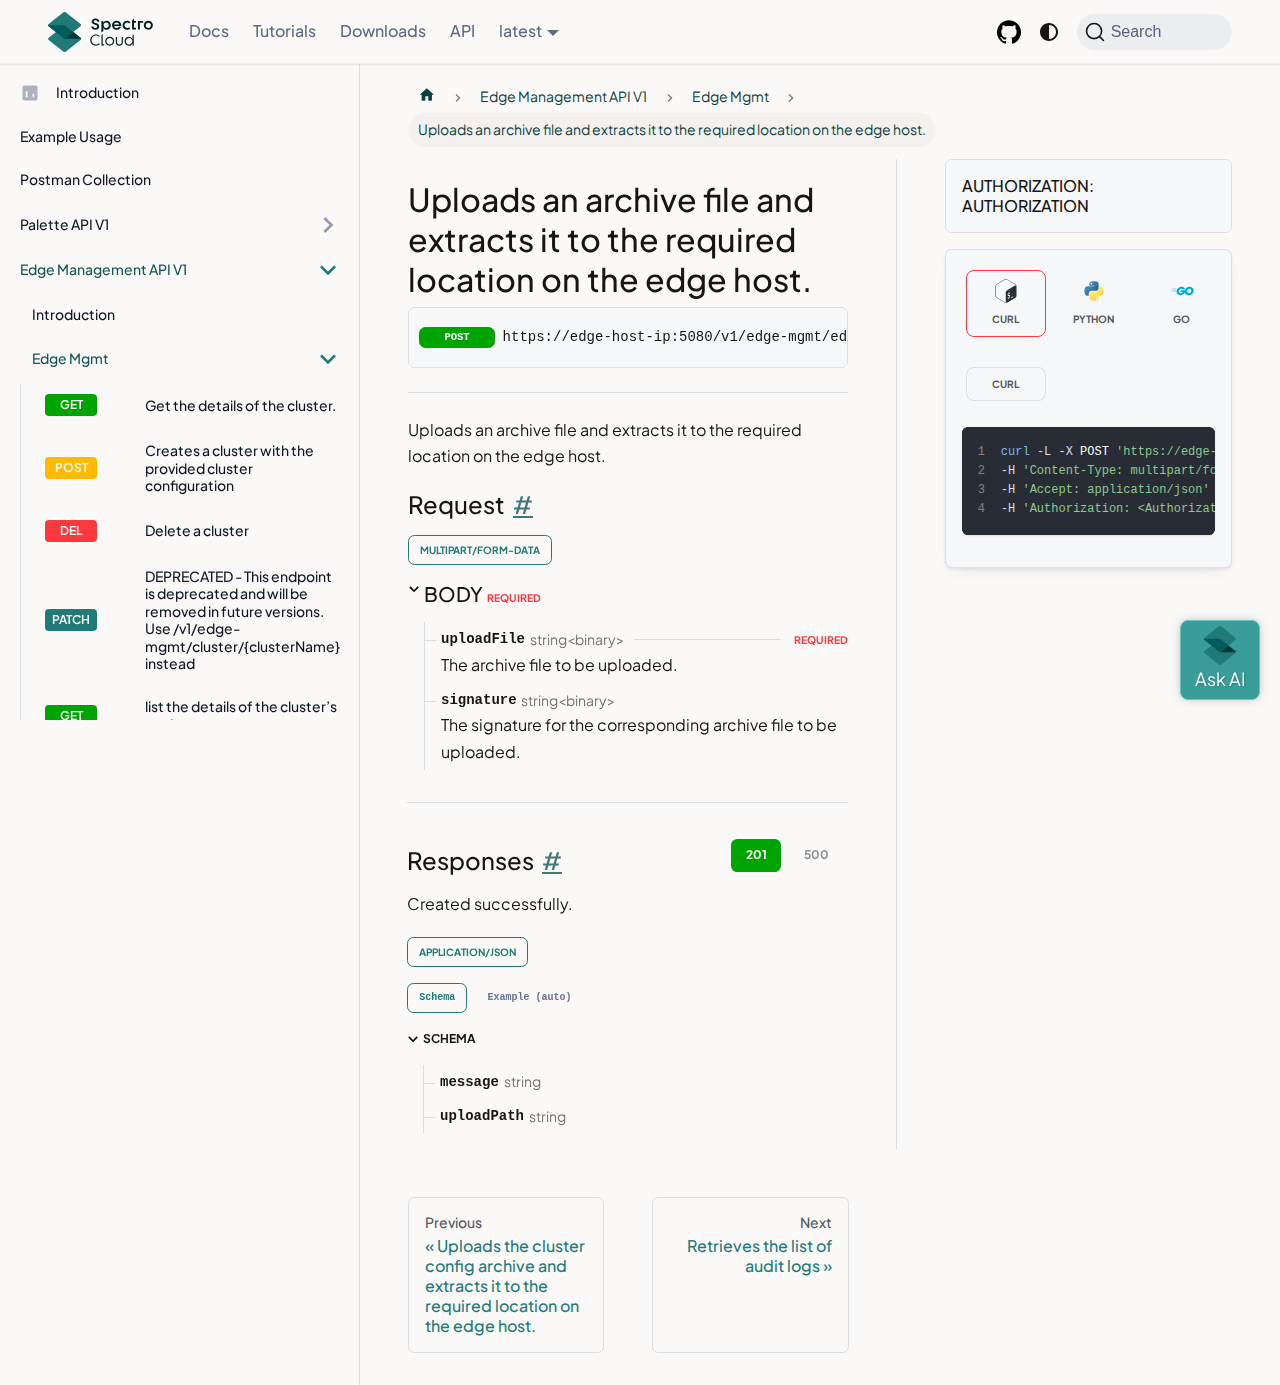 Spectro Cloud
Docs
Tutorials
Downloads
API
latest
Search
Introduction
Example Usage
Postman Collection
Palette API V1
Edge Management API V1
Introduction
Edge Mgmt
GET
Get the details of the cluster.
POST
Creates a cluster with the
provided cluster
configuration
DEL
Delete a cluster
PATCH
DEPRECATED - This endpoint
is deprecated and will be
removed in future versions.
Use /v1/edge-
mgmt/cluster/{clusterName}
instead
GET
list the details of the cluster's
Edge Management API V1
Edge Mgmt
Uploads an archive file and extracts it to the required location on the edge host.
Uploads an archive file and
extracts it to the required
location on the edge host.
POST
https://edge-host-ip:5080/v1/edge-mgmt/ed
Uploads an archive file and extracts it to the required
location on the edge host.
Request #
MULTIPART/FORM-DATA
BODY REQUIRED
uploadFile string<binary> REQUIRED
The archive file to be uploaded.
signature string<binary>
The signature for the corresponding archive file to be
uploaded.
Responses #
201
500
Created successfully.
APPLICATION/JSON
Schema
Example (auto)
SCHEMA
message string
uploadPath string
Previous
« Uploads the cluster
config archive and
extracts it to the
required location on
the edge host.
Next
Retrieves the list of
audit logs »
AUTHORIZATION:
AUTHORIZATION
CURL
PYTHON
GO
CURL
1 curl -L -X POST 'https://edge-
2 -H 'Content-Type: multipart/fo
3 -H 'Accept: application/json'
4 -H 'Authorization: <Authorizat
Ask AI